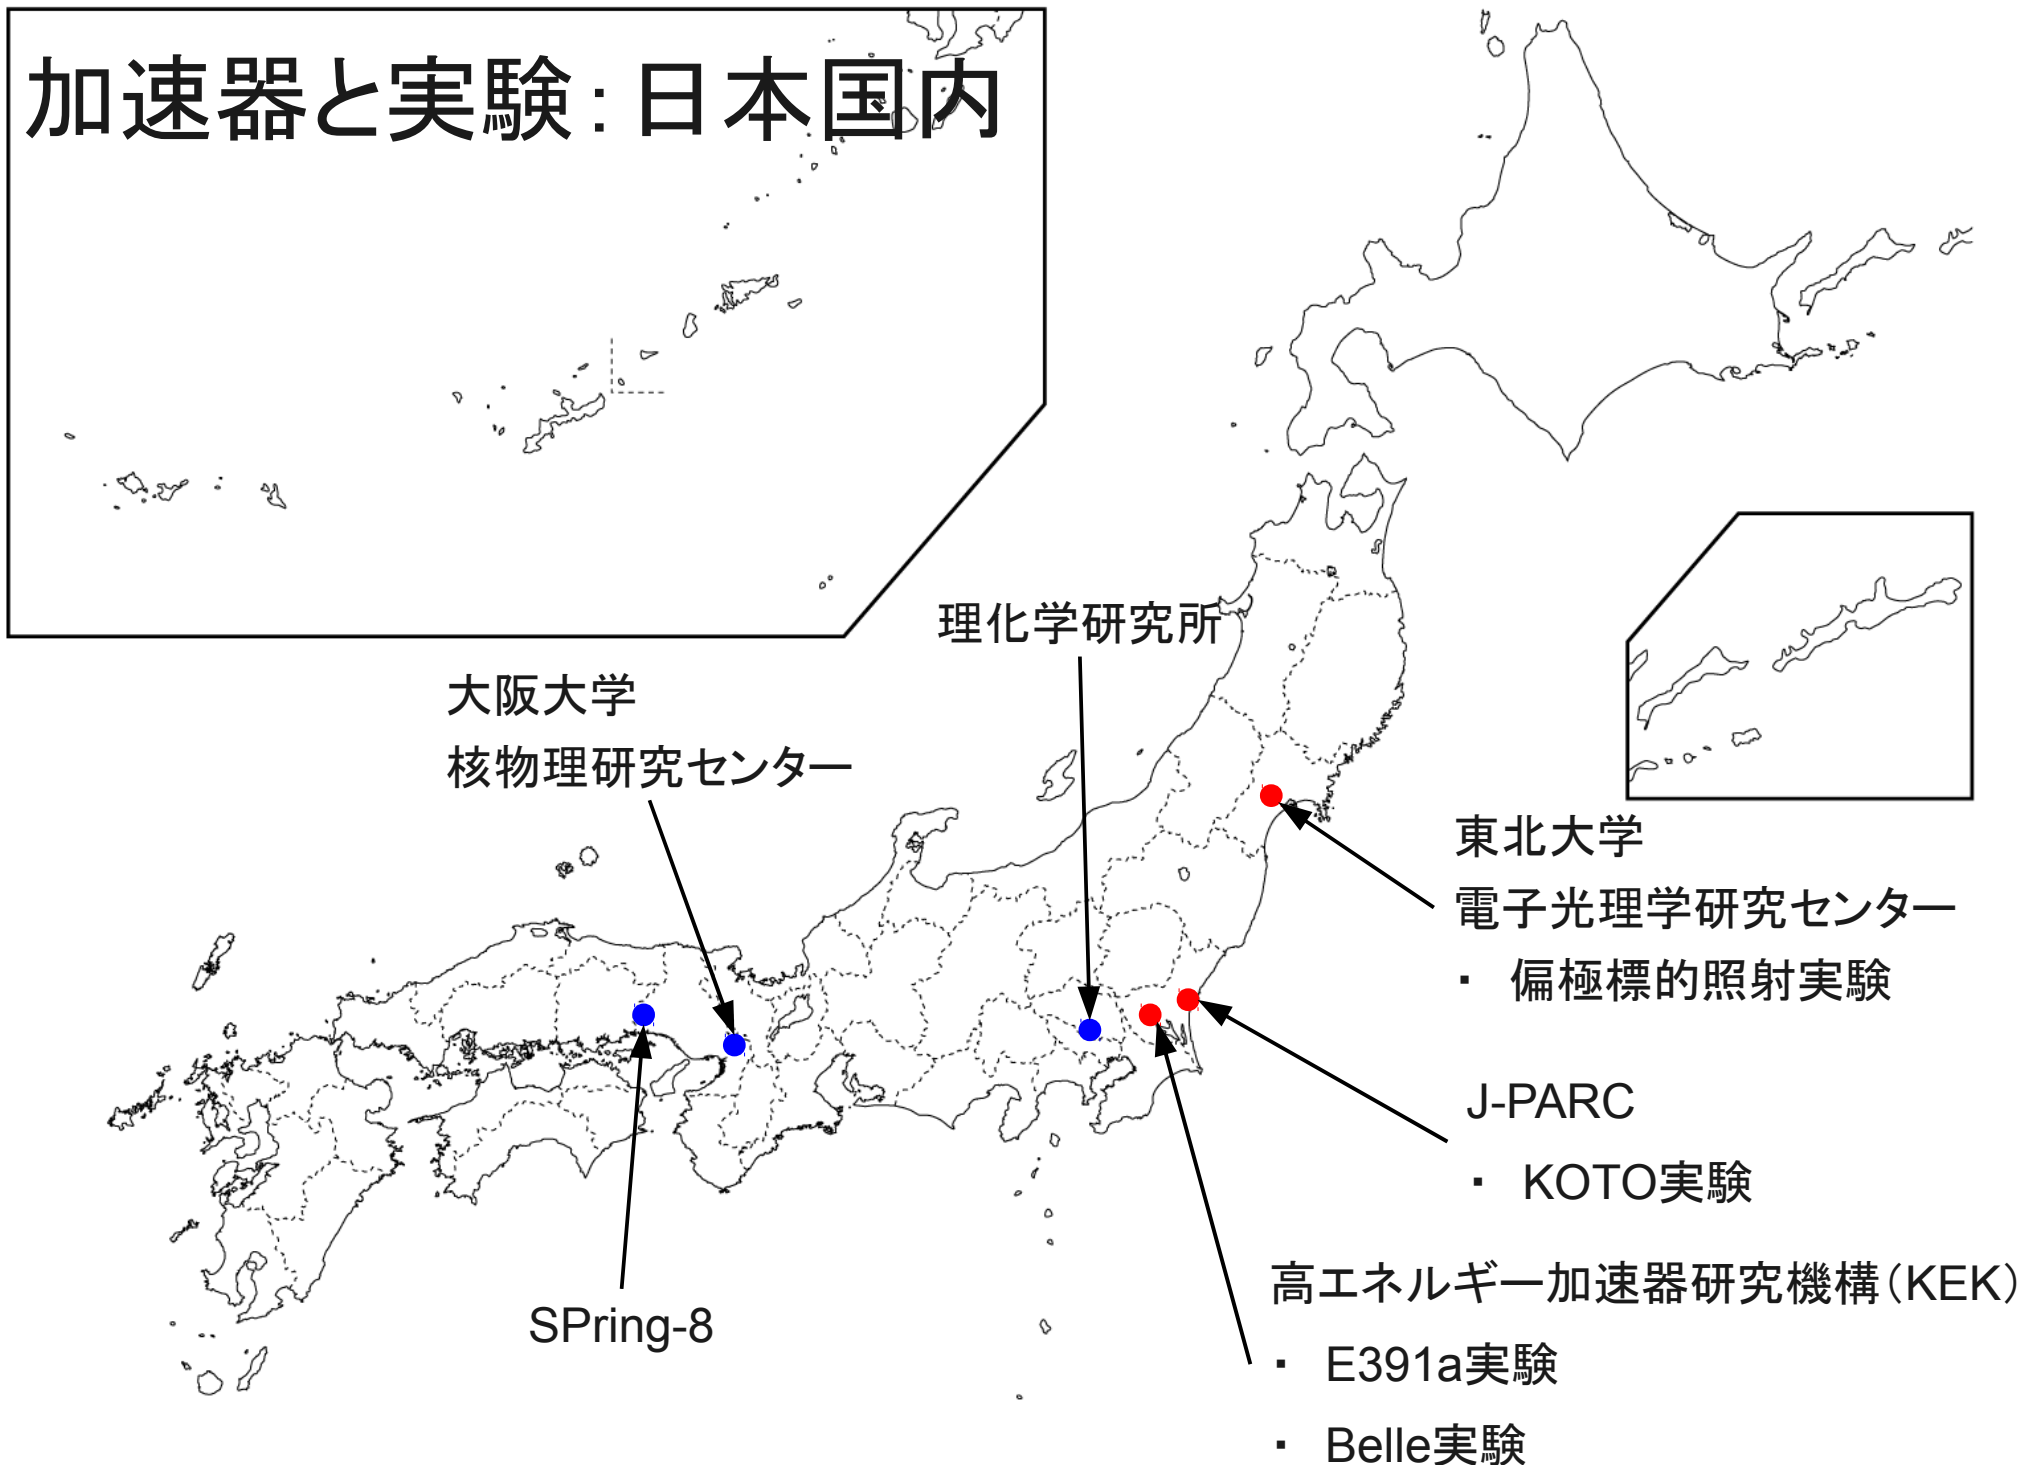 加速器と実験：日本国内
理化学研究所
大阪大学
核物理研究センター
東北大学
電子光理学研究センター
・ 偏極標的照射実験
J-PARC
・ KOTO実験
高エネルギー加速器研究機構（KEK）
・ E391a実験
・ Belle実験
SPring-8